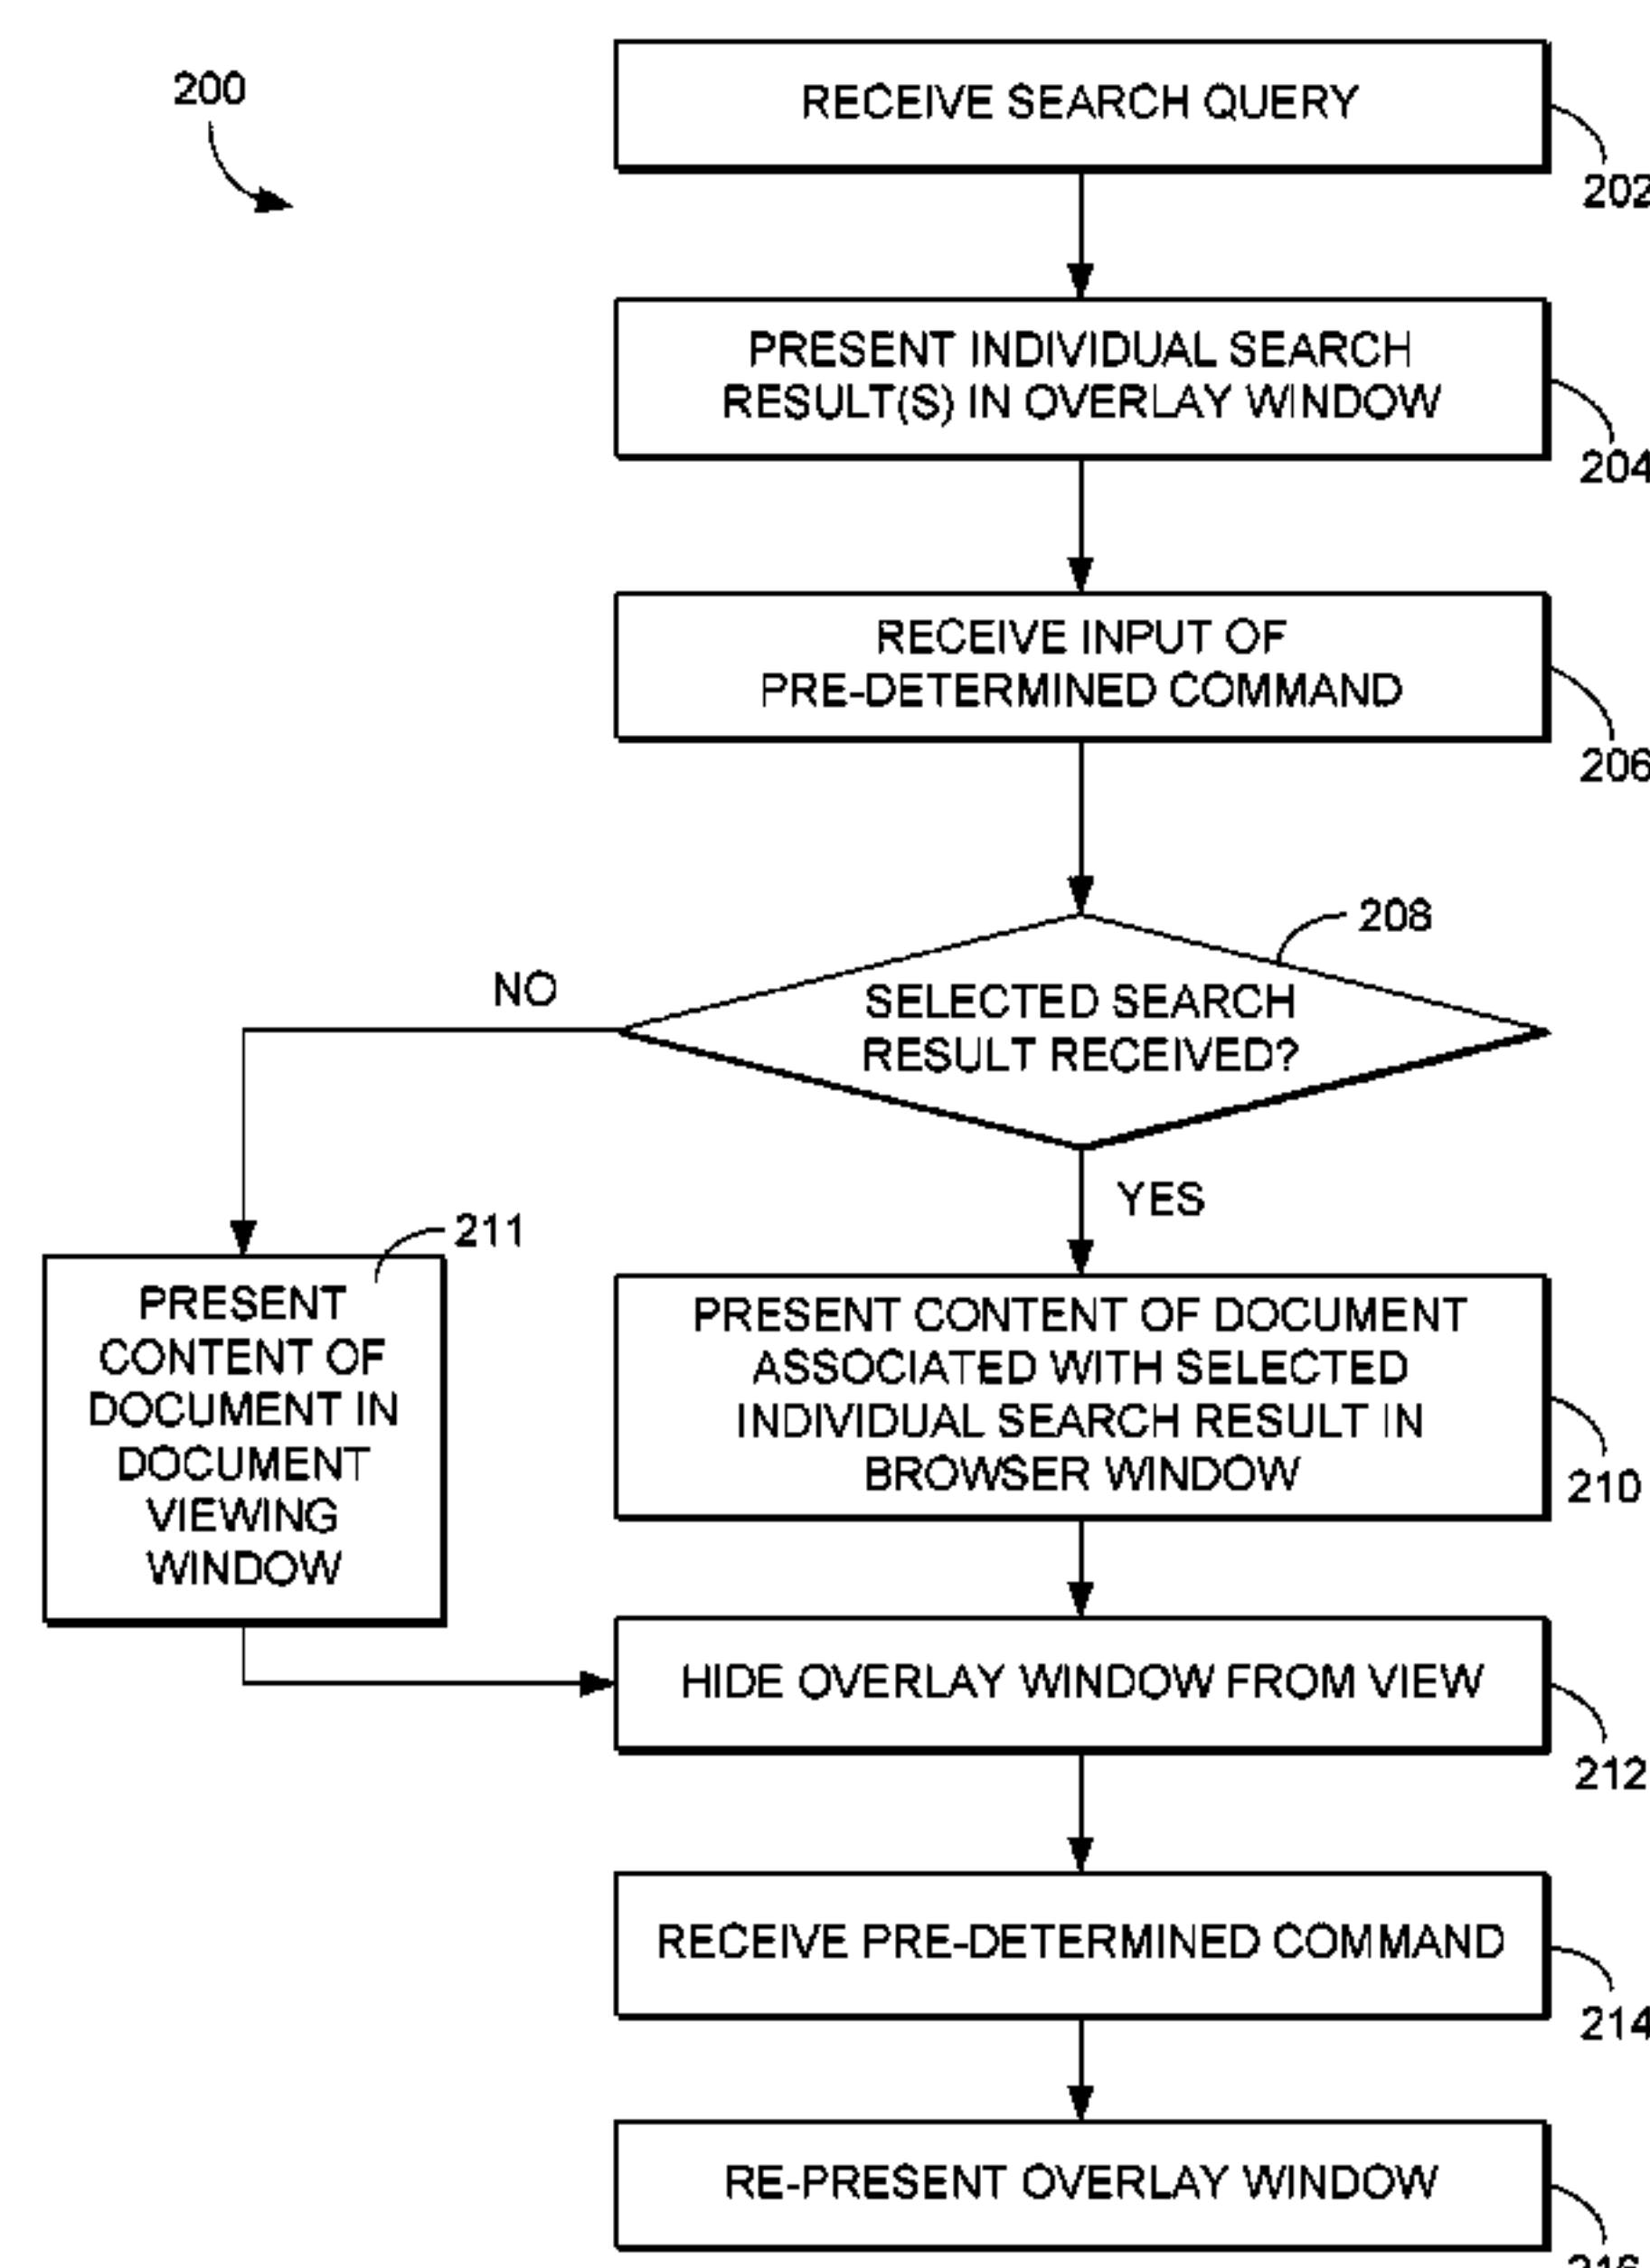 200
RECEIVE SEARCH QUERY
202
PRESENT INDIVIDUAL SEARCH
RESULT(S) IN OVERLAY WINDOW
204
RECEIVE INPUT OF
PRE-DETERMINED COMMAND
206
208
NO
SELECTED SEARCH
RESULT RECEIVED?
YES
211
PRESENT
CONTENT OF
DOCUMENT IN
DOCUMENT
VIEWING
WINDOW
PRESENT CONTENT OF DOCUMENT
ASSOCIATED WITH SELECTED
INDIVIDUAL SEARCH RESULT IN
BROWSER WINDOW
210
HIDE OVERLAY WINDOW FROM VIEW
212
RECEIVE PRE-DETERMINED COMMAND
214
RE-PRESENT OVERLAY WINDOW